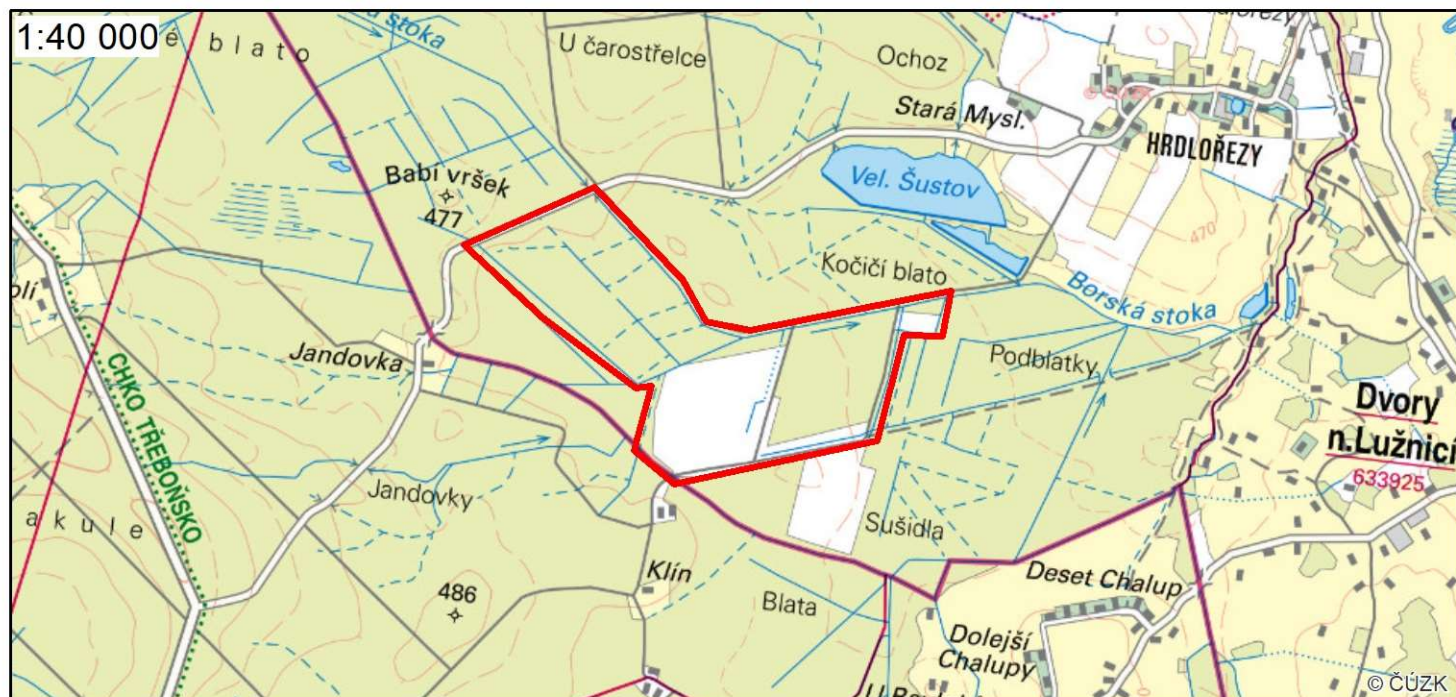 1:40 000
é blato
stoka
U čarostřelce
Ochoz
Stará Mysl.
HRDLOŘEZY
Babí vršek
477
Vel. Šustov
470
Kočičí blato
Borská stoka
Jandovka
Podblatky
CHKO TŘEBOŇSKO
Dvory
n.Lužnicí
633925
Jandovky
akule
Sušidla
Klín
486
Blata
Deset Chalup
Dolejší
Chalupy
© ČÚZK